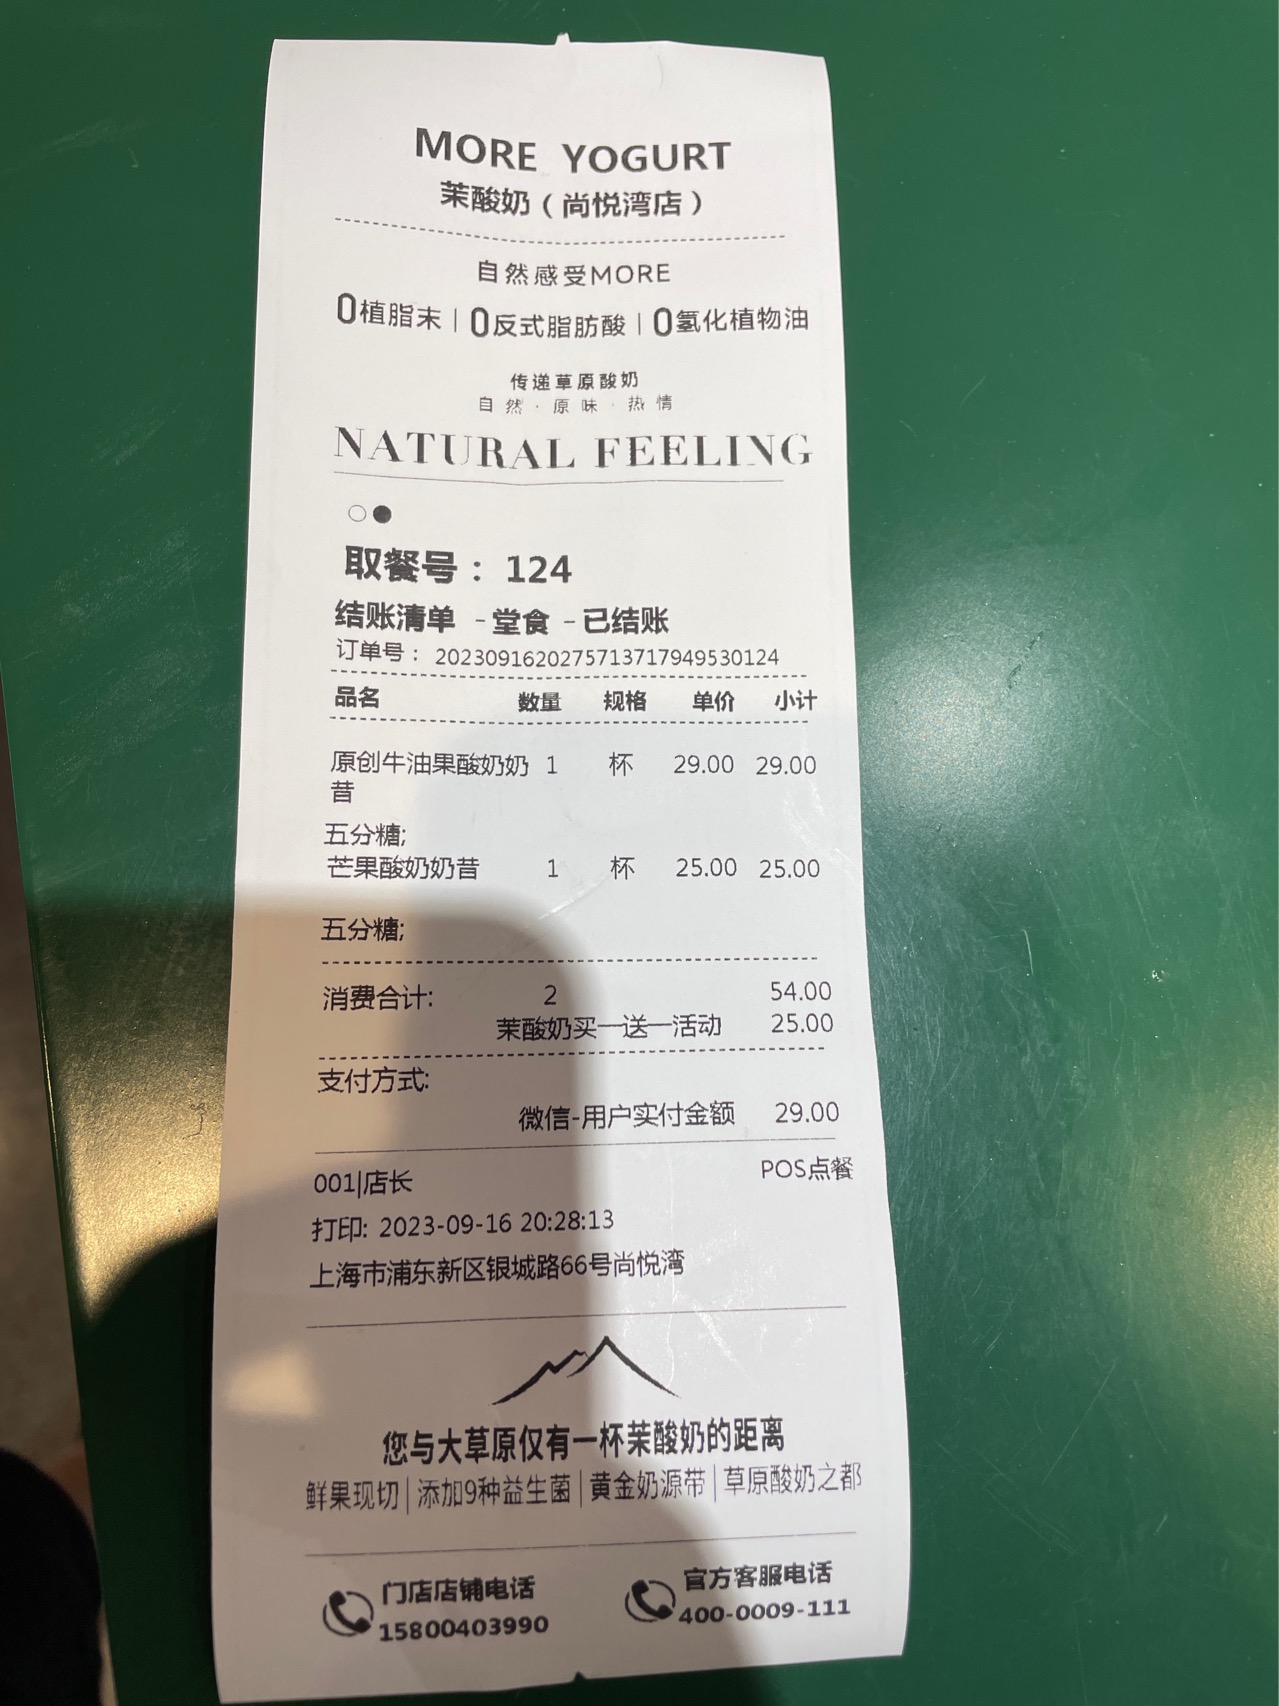 MORE YOGURT
茉酸奶（尚悦湾店）
自然感受MORE
0植脂末|0反式脂肪酸|0氢化植物油
传递草原酸奶
自然·原味·热情
NATURAL FEELING
取餐号：124
结账清单 -堂食 -已结账
订单号：2023091620275713717949530124
品名 数量 规格 单价 小计
原创牛油果酸奶奶 1 杯 29.00 29.00
昔
五分糖;
芒果酸奶奶昔 1 杯 25.00 25.00
五分糖;
消费合计: 2 54.00
茉酸奶买一送一活动 25.00
支付方式:
微信-用户实付金额 29.00
001|店长 POS点餐
打印: 2023-09-16 20:28:13
上海市浦东新区银城路66号尚悦湾
您与大草原仅有一杯茉酸奶的距离
鲜果现切|添加9种益生菌|黄金奶源带|草原酸奶之都
门店店铺电话 官方客服电话
15800403990 400-0009-111